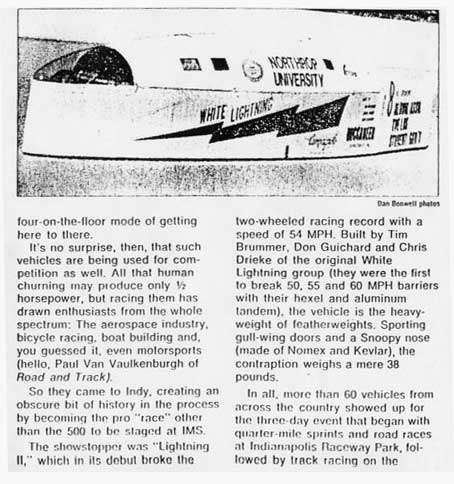 NORTHROP
UNIVERSITY
WHITE LIGHTNING
Dan Boswell photos
four-on-the-floor mode of getting
here to there.
It's no surprise, then, that such
vehicles are being used for com-
petition as well. All that human
churning may produce only ½
horsepower, but racing them has
drawn enthusiasts from the whole
spectrum: The aerospace industry,
bicycle racing, boat building and,
you guessed it, even motorsports
(hello, Paul Van Vaulkenburgh of
Road and Track).
So they came to Indy, creating an
obscure bit of history in the process
by becoming the pro "race" other
than the 500 to be staged at IMS.
The showstopper was "Lightning
II," which in its debut broke the
two-wheeled racing record with a
speed of 54 MPH. Built by Tim
Brummer, Don Guichard and Chris
Drieke of the original White
Lightning group (they were the first
to break 50, 55 and 60 MPH barriers
with their hexel and aluminum
tandem), the vehicle is the heavy-
weight of featherweights. Sporting
gull-wing doors and a Snoopy nose
(made of Nomex and Kevlar), the
contraption weighs a mere 38
pounds.
In all, more than 60 vehicles from
across the country showed up for
the three-day event that began with
quarter-mile sprints and road races
at Indianapolis Raceway Park, fol-
lowed by track racing on the